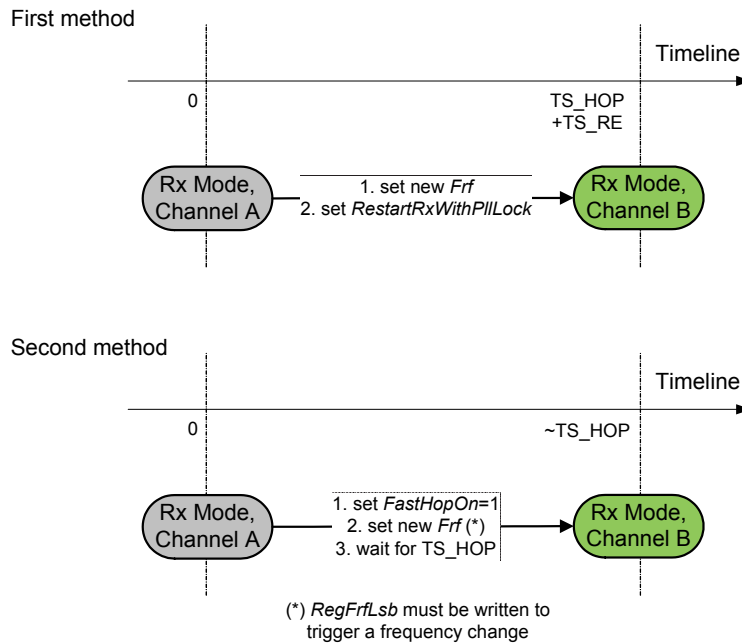 First method
Timeline
0
TS_HOP
+TS_RE
Rx Mode,
Channel A
1. set new Frf
2. set RestartRxWithPllLock
Rx Mode,
Channel B
Second method
Timeline
0
~TS_HOP
Rx Mode,
Channel A
1. set FastHopOn=1
2. set new Frf (*)
3. wait for TS_HOP
Rx Mode,
Channel B
(*) RegFrfLsb must be written to
trigger a frequency change